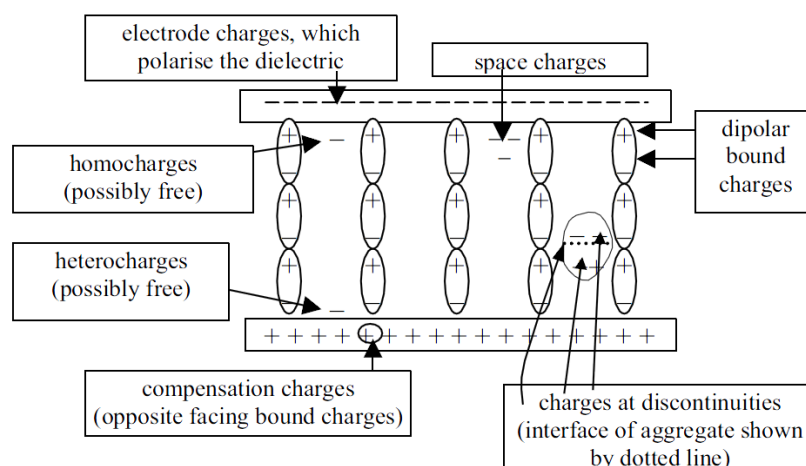 electrode charges, which
polarise the dielectric
space charges
dipolar
bound
charges
homocharges
(possibly free)
heterocharges
(possibly free)
+ + + + + + + + + + + + + + + + +
compensation charges
(opposite facing bound charges)
charges at discontinuities
(interface of aggregate shown
by dotted line)